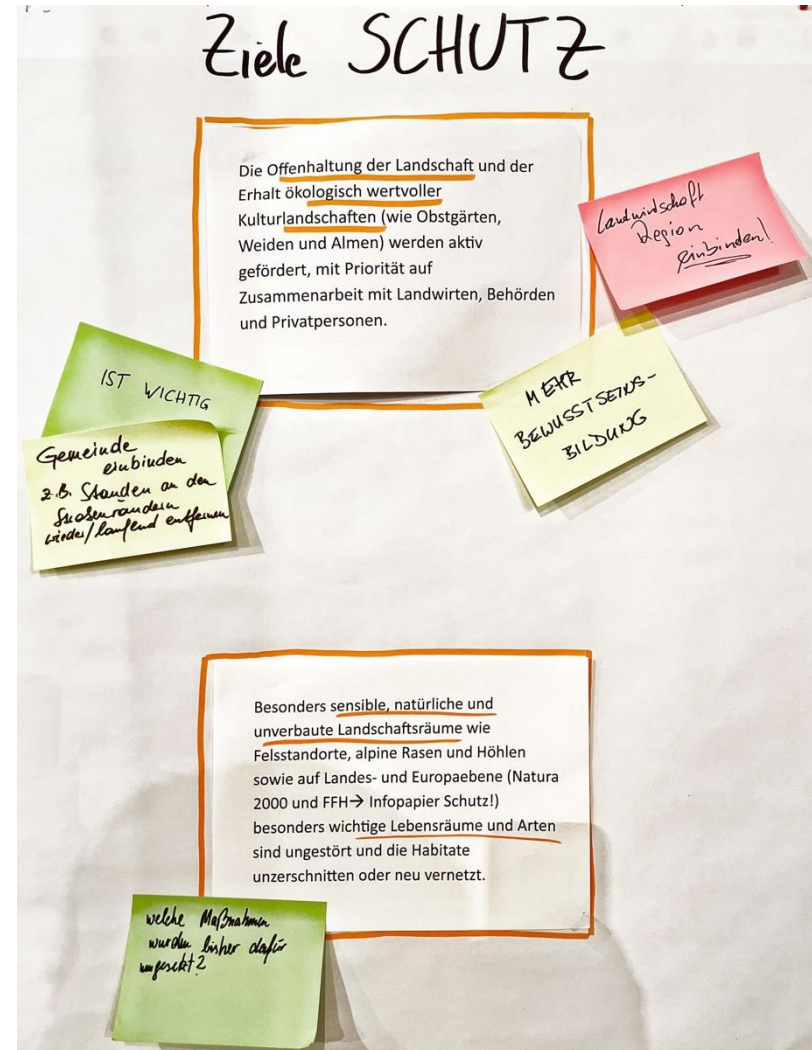 Ziele SCHUTZ
Die Offenhaltung der Landschaft und der
Erhalt ökologisch wertvoller
Kulturlandschaften (wie Obstgärten,
Weiden und Almen) werden aktiv
gefördert, mit Priorität auf
Zusammenarbeit mit Landwirten, Behörden
und Privatpersonen.
Landwirtschaft
Region
einbinden!
IST WICHTIG
Gemeinde
einbinden
z.B. Stauden an den
Straßenrändern
wieder/laufend entfernen
MEHR
BEWUSSTSEINS-
BILDUNG
Besonders sensible, natürliche und
unverbaute Landschaftsräume wie
Felsstandorte, alpine Rasen und Höhlen
sowie auf Landes- und Europaebene (Natura
2000 und FFH→ Infopapier Schutz!)
besonders wichtige Lebensräume und Arten
sind ungestört und die Habitate
unzerschnitten oder neu vernetzt.
welche Maßnahmen
wurden bisher dafür
umgesetzt?